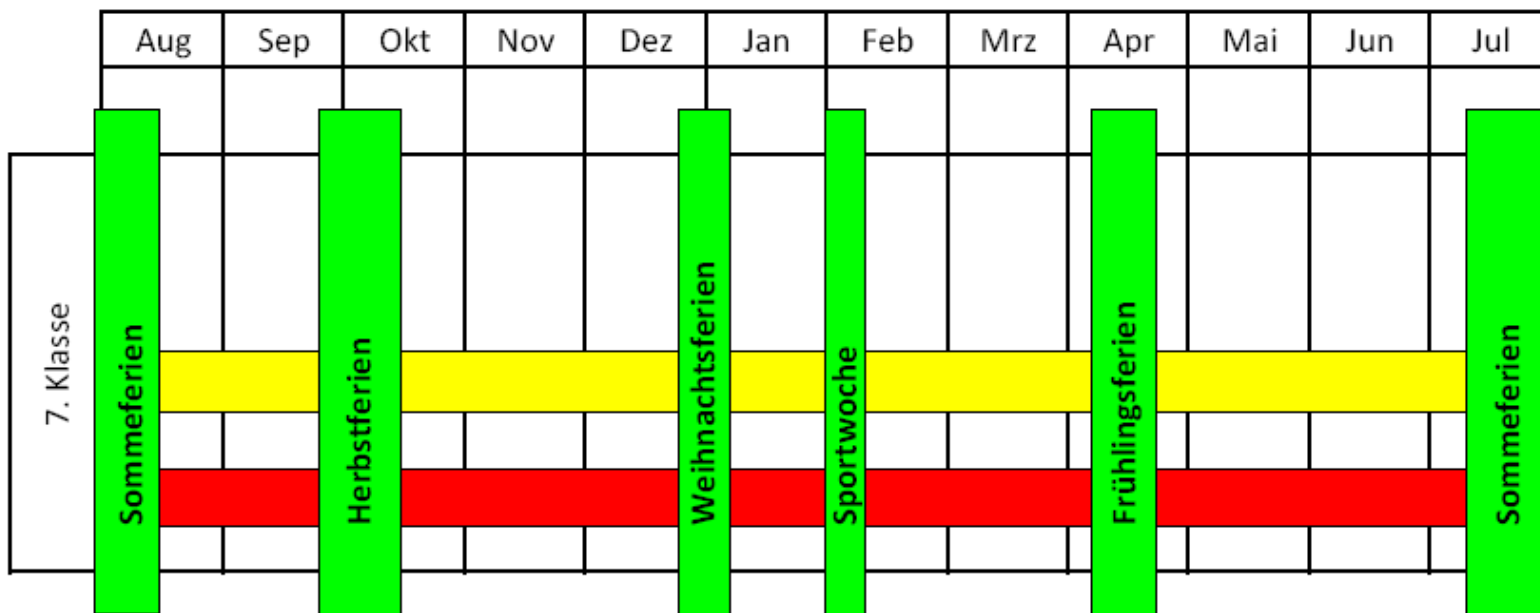 Aug Sep Okt Nov Dez Jan Feb Mrz Apr Mai Jun Jul
7. Klasse
Sommeferien
Herbstferien
Weihnachtsferien
Sportwoche
Frühlingsferien
Sommeferien